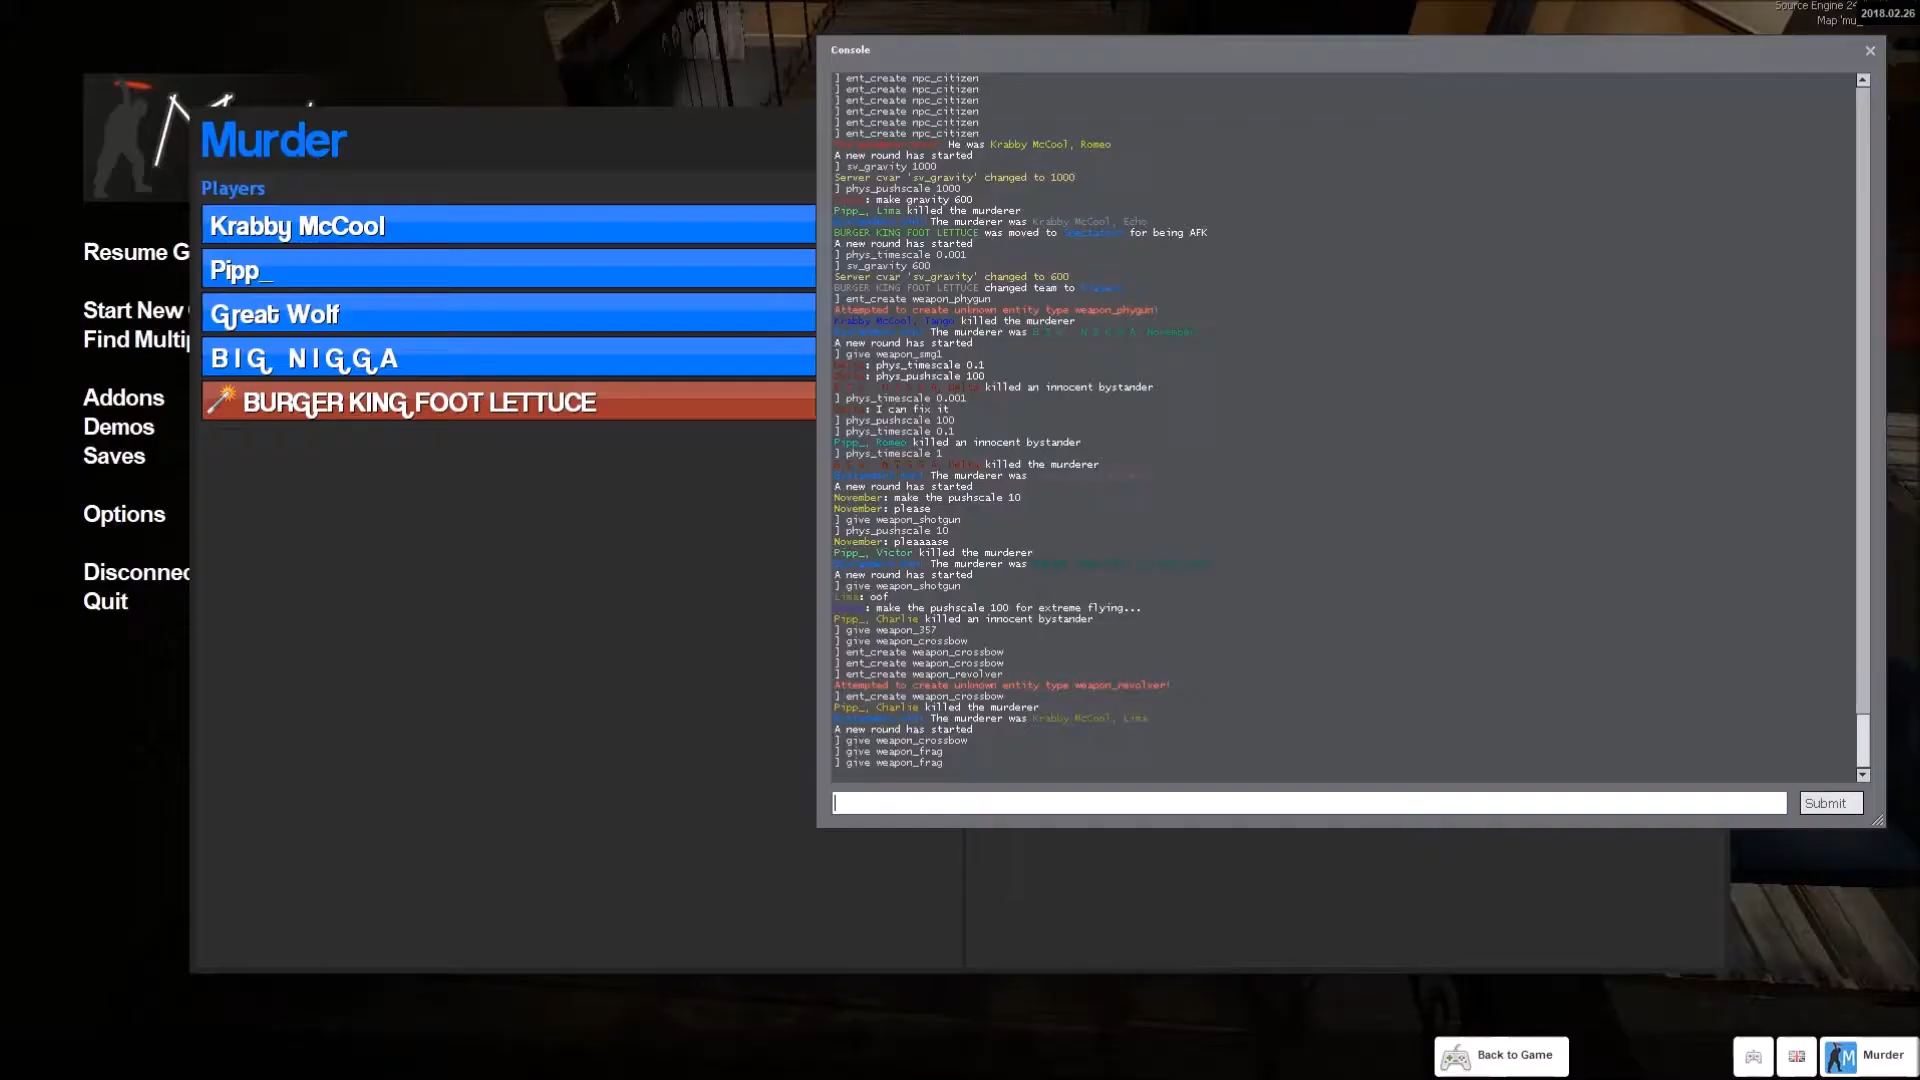 Source Engine 24
Map 'mu_
2018.02.26
Murder
Players
Krabby McCool
Pipp_
Great Wolf
B I G N I G G A
BURGER KING FOOT LETTUCE
Resume G
Start New
Find Multip
Addons
Demos
Saves
Options
Disconnec
Quit
Console
] ent_create npc_citizen
] ent_create npc_citizen
] ent_create npc_citizen
] ent_create npc_citizen
] ent_create npc_citizen
] ent_create npc_citizen
He was Krabby McCool, Romeo
A new round has started
] sv_gravity 1000
Server cvar 'sv_gravity' changed to 1000
] phys_pushscale 1000
: make gravity 600
Pipp_, Lima killed the murderer
The murderer was Krabby McCool, Echo
BURGER KING FOOT LETTUCE was moved to Spectators for being AFK
A new round has started
] phys_timescale 0.001
] sv_gravity 600
Server cvar 'sv_gravity' changed to 600
BURGER KING FOOT LETTUCE changed team to
] ent_create weapon_phygun
Attempted to create unknown entity type weapon_phygun!
Krabby McCool, Tango killed the murderer
The murderer was B I G N I G G A, November
A new round has started
] give weapon_smg1
: phys_timescale 0.1
: phys_pushscale 100
B I G N I G G A, Delta killed an innocent bystander
] phys_timescale 0.001
: I can fix it
] phys_pushscale 100
] phys_timescale 0.1
Pipp_, Romeo killed an innocent bystander
] phys_timescale 1
B I G N I G G A, Delta killed the murderer
The murderer was
A new round has started
November: make the pushscale 10
November: please
] give weapon_shotgun
] phys_pushscale 10
November: pleaaaase
Pipp_, Victor killed the murderer
The murderer was
A new round has started
] give weapon_shotgun
Lima: oof
: make the pushscale 100 for extreme flying...
Pipp_, Charlie killed an innocent bystander
] give weapon_357
] give weapon_crossbow
] ent_create weapon_crossbow
] ent_create weapon_crossbow
] ent_create weapon_revolver
Attempted to create unknown entity type weapon_revolver!
] ent_create weapon_crossbow
Pipp_, Charlie killed the murderer
The murderer was Krabby McCool, Lima
A new round has started
] give weapon_crossbow
] give weapon_frag
] give weapon_frag
Submit
Back to Game
Murder